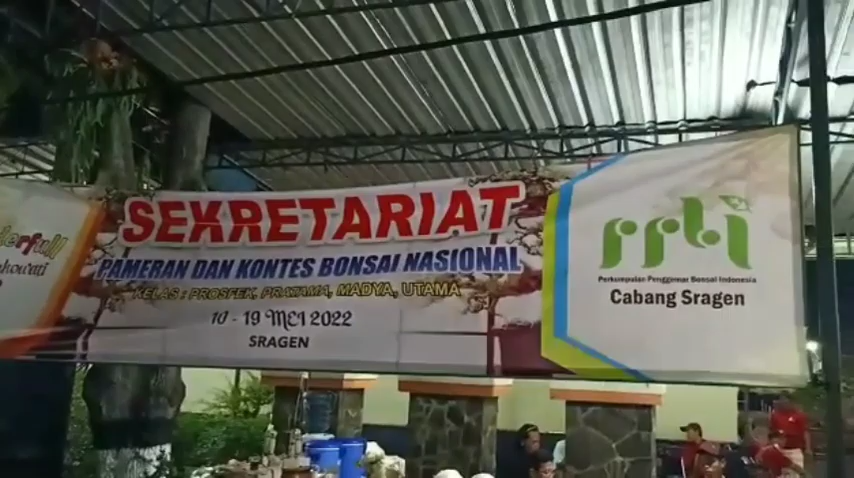 SEKRETARIAT
PAMERAN DAN KONTES BONSAI NASIONAL
KELAS : PROSFEK, PRATAMA, MADYA, UTAMA
10 - 19 MEI 2022
SRAGEN
PPBI
Perkumpulan Penggemar Bonsai Indonesia
Cabang Sragen